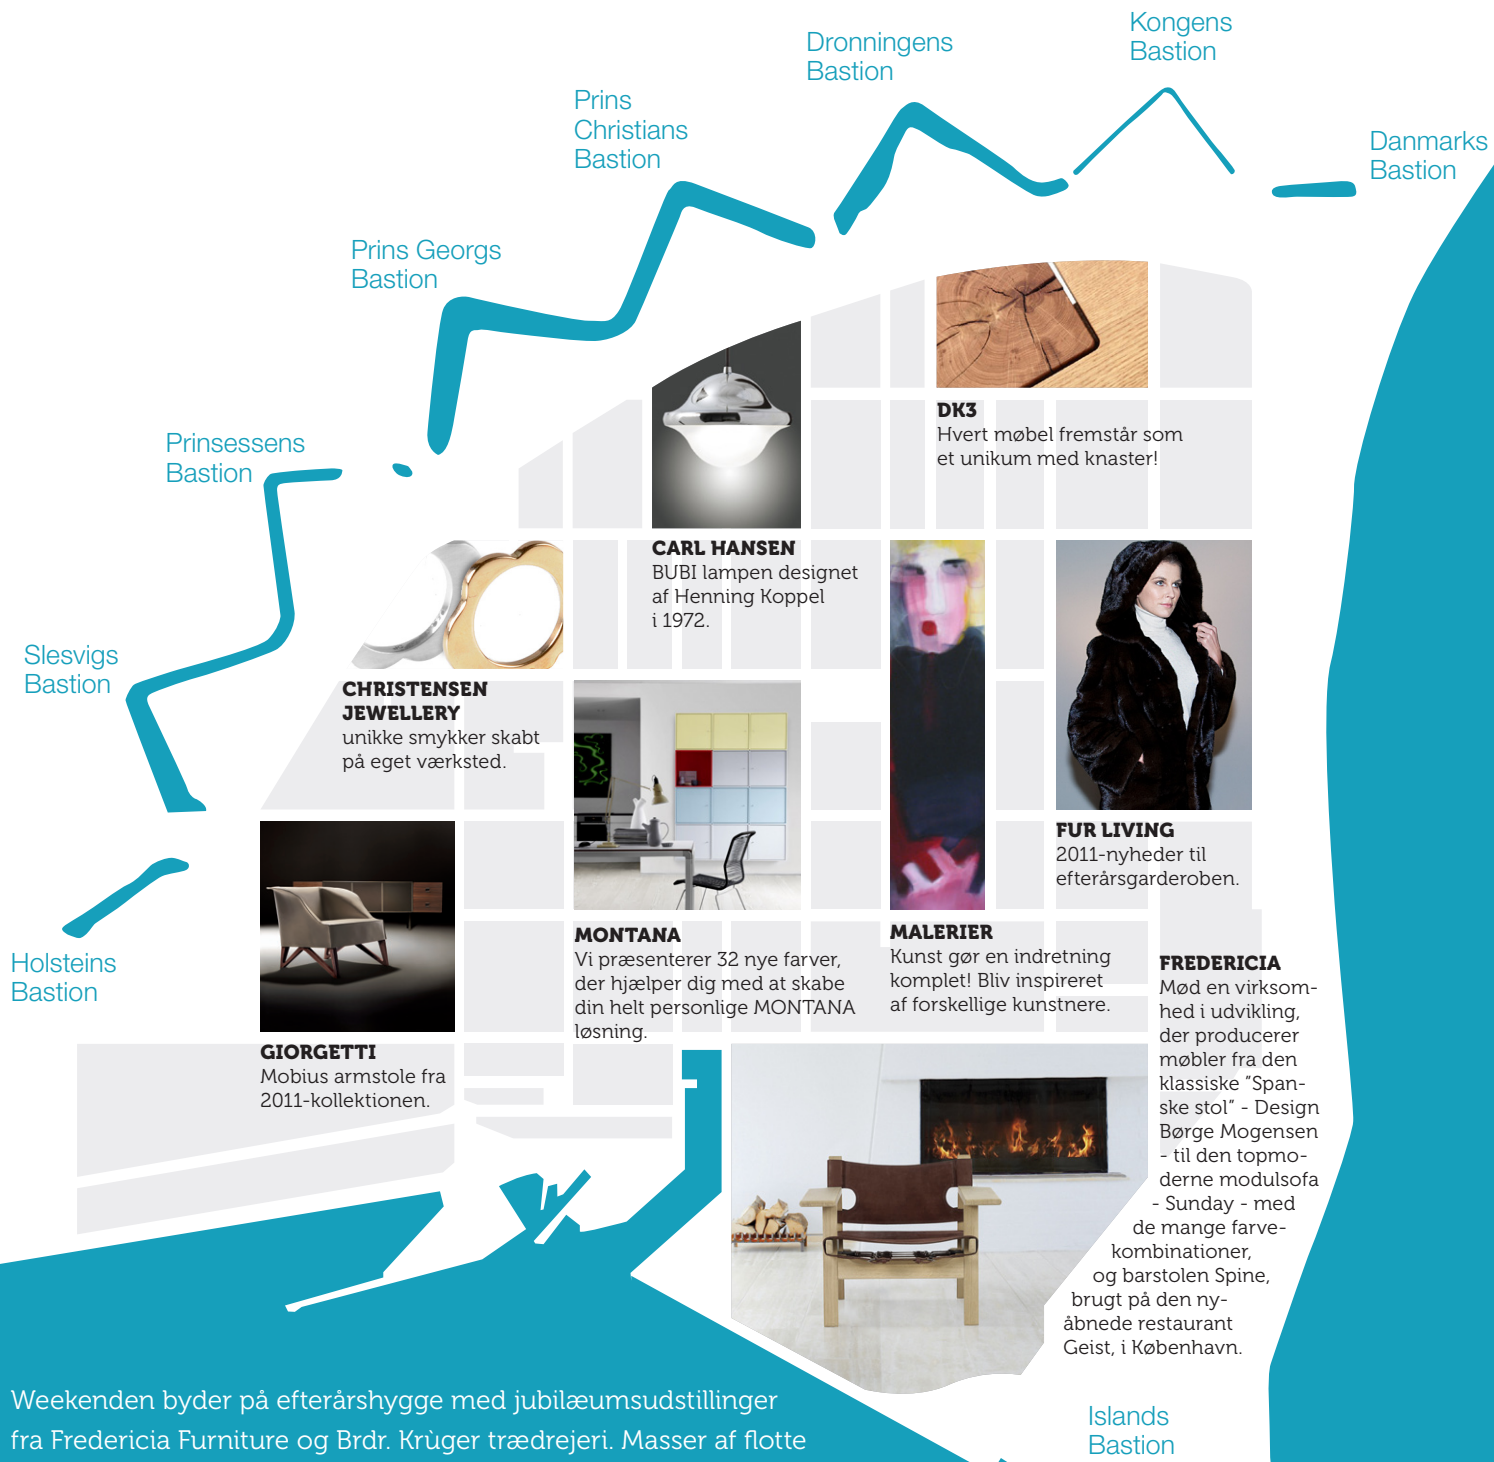 Kongens
Bastion
Dronningens
Bastion
Prins
Christians
Bastion
Danmarks
Bastion
Prins Georgs
Bastion
Prinsessens
Bastion
Slesvigs
Bastion
Holsteins
Bastion
DK3
Hvert møbel fremstår som
et unikum med knaster!
CARL HANSEN
BUBI lampen designet
af Henning Koppel
i 1972.
CHRISTENSEN
JEWELLERY
unikke smykker skabt
på eget værksted.
FUR LIVING
2011-nyheder til
efterårsgarderoben.
MONTANA
Vi præsenterer 32 nye farver,
der hjælper dig med at skabe
din helt personlige MONTANA
løsning.
MALERIER
Kunst gør en indretning
komplet! Bliv inspireret
af forskellige kunstnere.
GIORGETTI
Mobius armstole fra
2011-kollektionen.
FREDERICIA
Mød en virksom-
hed i udvikling,
der producerer
møbler fra den
klassiske "Span-
ske stol" - Design
Børge Mogensen
- til den topmo-
derne modulsofa
- Sunday - med
de mange farve-
kombinationer,
og barstolen Spine,
brugt på den ny-
åbnede restaurant
Geist, i København.
Weekenden byder på efterårshygge med jubilæumsudstillinger
fra Fredericia Furniture og Brdr. Krùger trædrejeri. Masser af flotte
Islands
Bastion